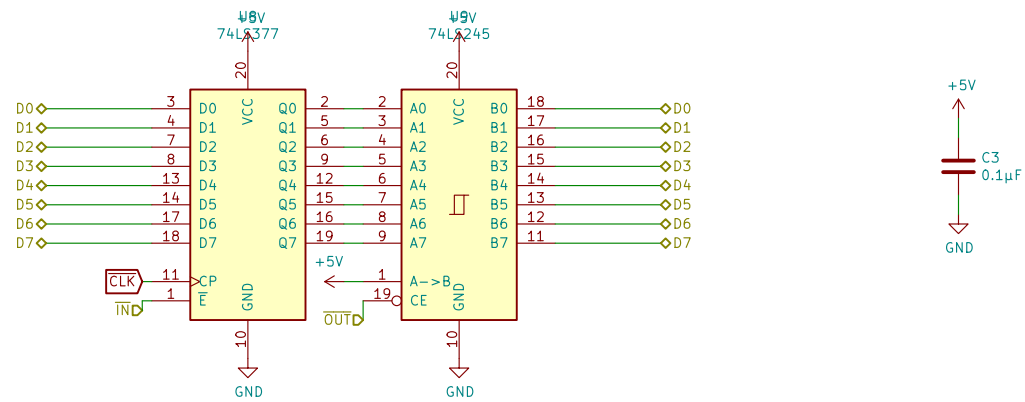 U8 +5V
74LS377
U9 +5V
74LS245
20
20
+5V
D0 3 D0 VCC Q0 2 2 A0 VCC B0 18 D0
D1 4 D1 Q1 5 3 A1 B1 17 D1
D2 7 D2 Q2 6 4 A2 B2 16 D2
D3 8 D3 Q3 9 5 A3 B3 15 D3
C3
0.1µF
D4 13 D4 Q4 12 6 A4 B4 14 D4
D5 14 D5 Q5 15 7 A5 B5 13 D5
D6 17 D6 Q6 16 8 A6 B6 12 D6
D7 18 D7 Q7 19 9 A7 B7 11 D7
GND
+5V
CLK 11 CP 1 A->B
IN 1 E GND OUT 19 CE GND
10
10
GND
GND